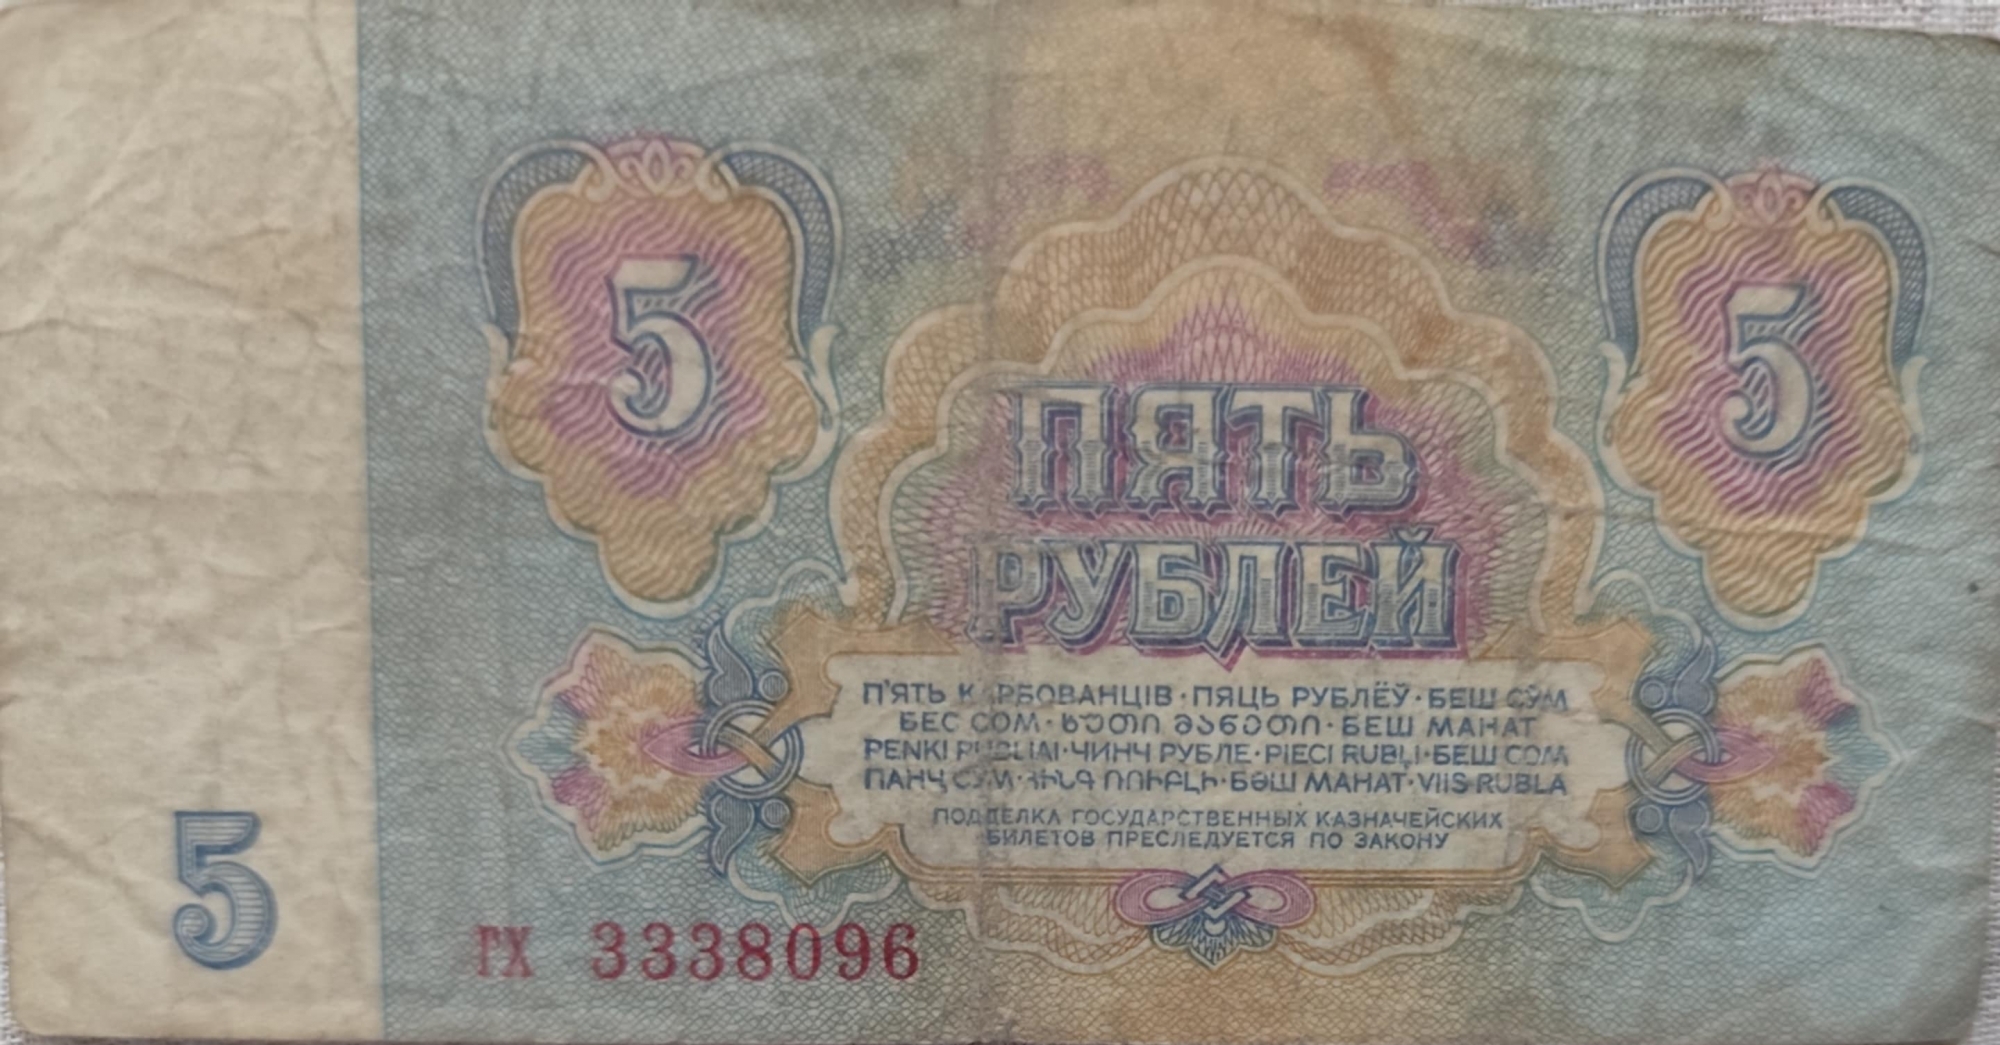 5
5
ПЯТЬ
РУБЛЕЙ
П'ЯТЬ КАРБОВАНЦІВ · ПЯЦЬ РУБЛЁЎ · БЕШ СЎМ
БЕС СОМ · ხუთი მანეთი · БЕШ МАНАТ
PENKI RUBLIAI · ЧИНЧ РУБЛЕ · PIECI RUBĻI · БЕШ СОМ
ПАНҶ СӮМ · ՀԻՆԳ ՌՈՒԲԼԻ · БӘШ МАНАТ · VIIS RUBLA
ПОДДЕЛКА ГОСУДАРСТВЕННЫХ КАЗНАЧЕЙСКИХ
БИЛЕТОВ ПРЕСЛЕДУЕТСЯ ПО ЗАКОНУ
5
ГХ 3338096